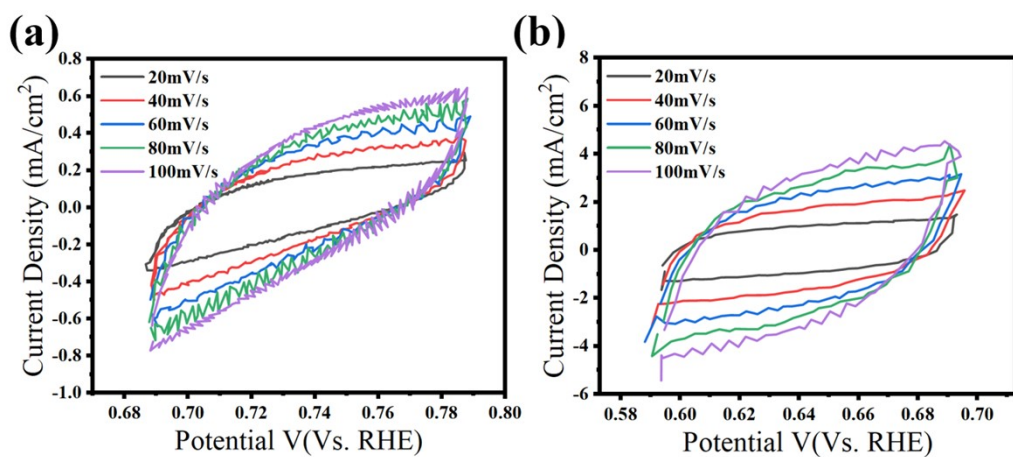 (a)
0.8
0.6
0.4
0.2
0.0
-0.2
-0.4
-0.6
-0.8
-1.0
Current Density (mA/cm²)
20mV/s
40mV/s
60mV/s
80mV/s
100mV/s
0.68 0.70 0.72 0.74 0.76 0.78 0.80
Potential V(Vs. RHE)
(b)
8
6
4
2
0
-2
-4
-6
Current Density (mA/cm²)
20mV/s
40mV/s
60mV/s
80mV/s
100mV/s
0.58 0.60 0.62 0.64 0.66 0.68 0.70
Potential V(Vs. RHE)